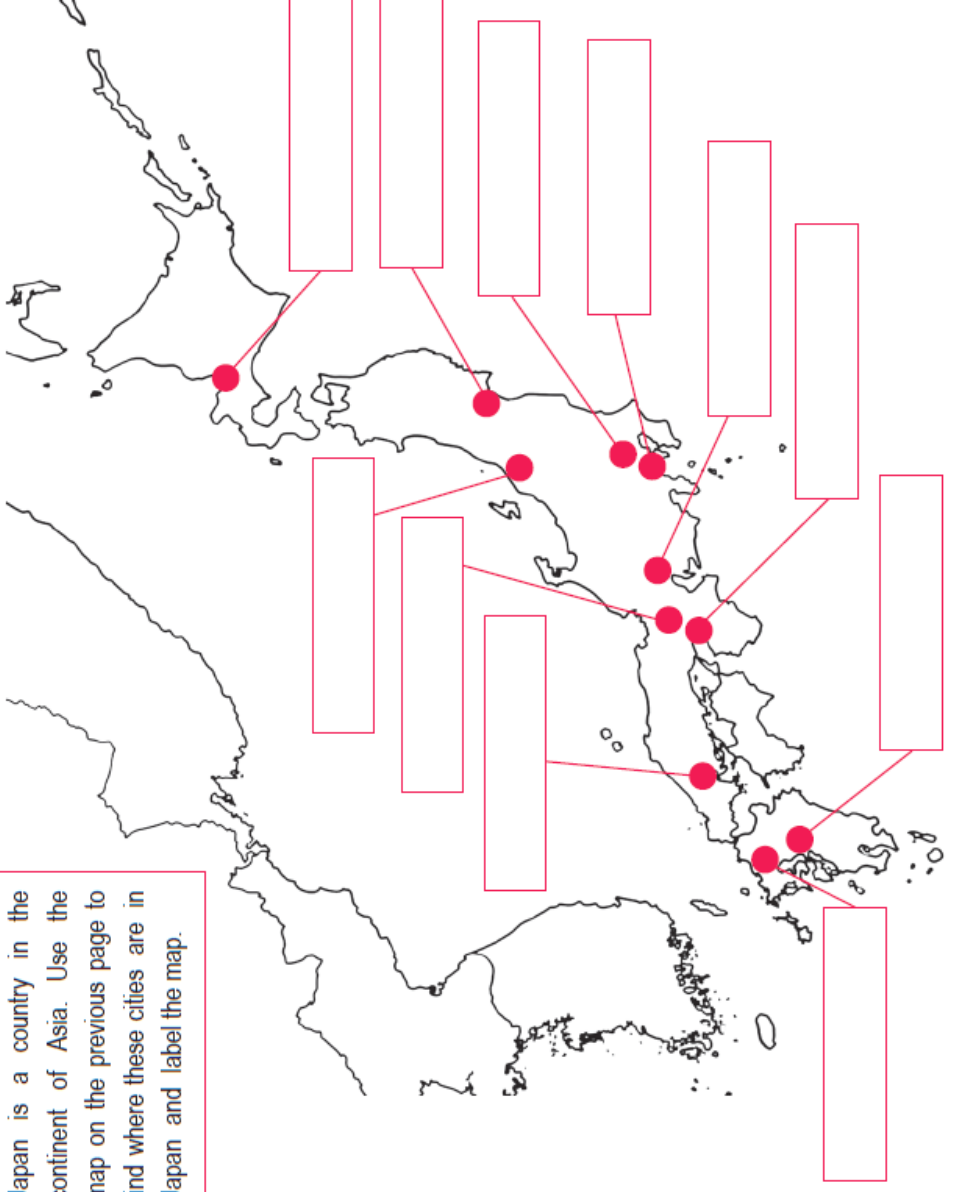 Japan is a country in the
continent of Asia. Use the
map on the previous page to
ind where these cities are in
Japan and label the map.